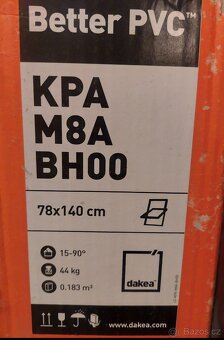 Better PVC™
KPA
M8A
BH00
78x140 cm
15-90°
44 kg
0.183 m³
dakea®
www.dakea.com
Bazoš.cz